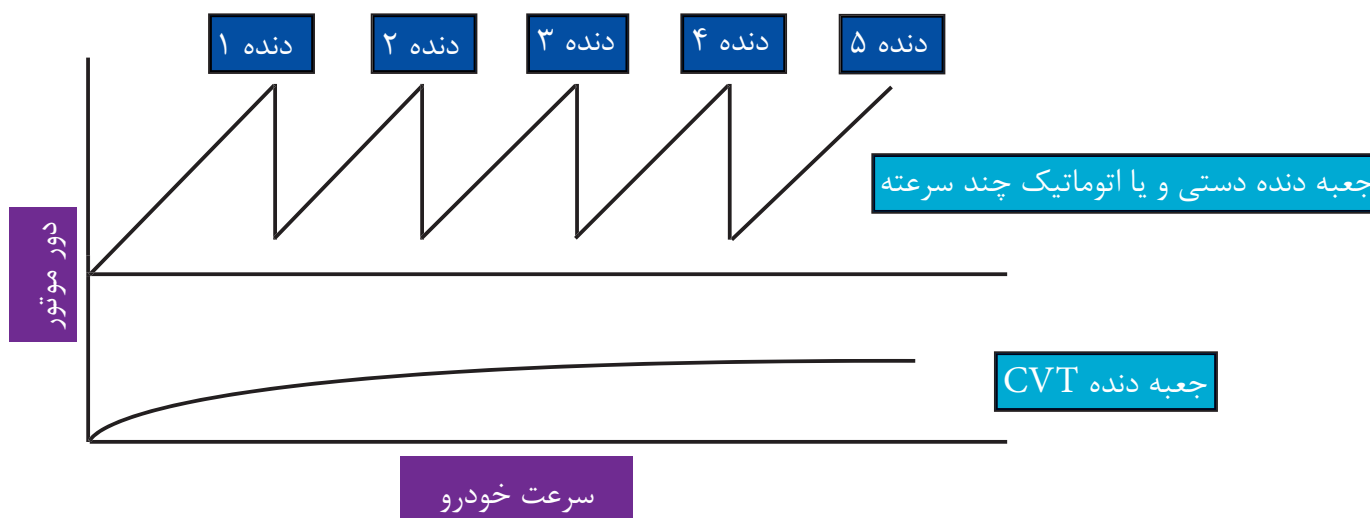 دنده ۱
دنده ۲
دنده ۳
دنده ۴
دنده ۵
جعبه دنده دستی و یا اتوماتیک چند سرعته
دور موتور
جعبه دنده CVT
سرعت خودرو